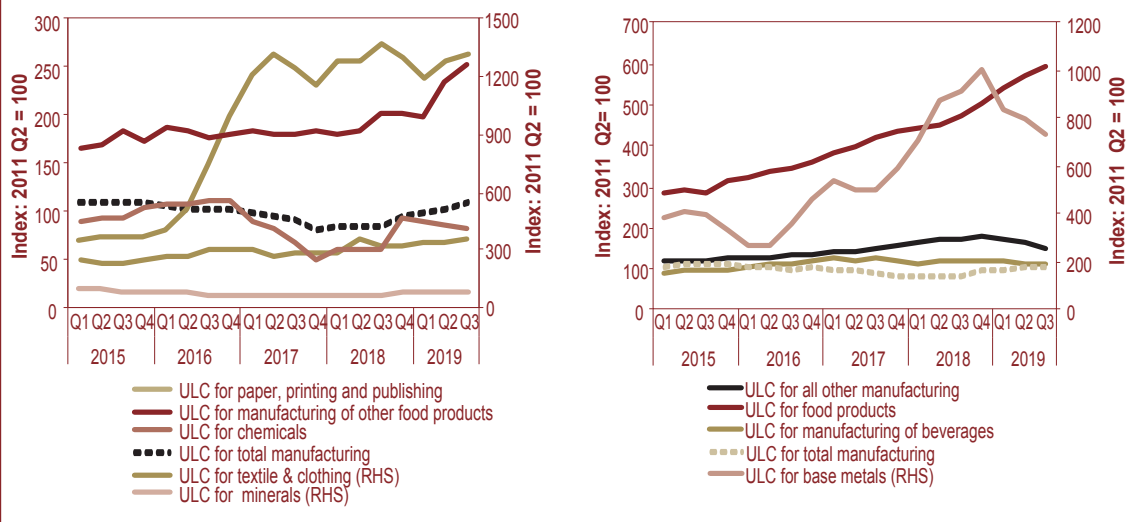 300
250
200
150
100
50
0
Index: 2011 Q2 = 100
1500
1200
900
600
300
0
Index: 2011 Q2= 100
Q1 Q2 Q3 Q4 Q1 Q2 Q3 Q4 Q1 Q2 Q3 Q4 Q1 Q2 Q3 Q4 Q1 Q2 Q3
2015 2016 2017 2018 2019
ULC for paper, printing and publishing
ULC for manufacturing of other food products
ULC for chemicals
ULC for total manufacturing
ULC for textile & clothing (RHS)
ULC for minerals (RHS)
700
600
500
400
300
200
100
0
Index: 2011 Q2 = 100
1200
1000
800
600
400
200
0
Index: 2011 Q2 = 100
Q1 Q2 Q3 Q4 Q1 Q2 Q3 Q4 Q1 Q2 Q3 Q4 Q1 Q2 Q3 Q4 Q1 Q2 Q3
2015 2016 2017 2018 2019
ULC for all other manufacturing
ULC for food products
ULC for manufacturing of beverages
ULC for total manufacturing
ULC for base metals (RHS)